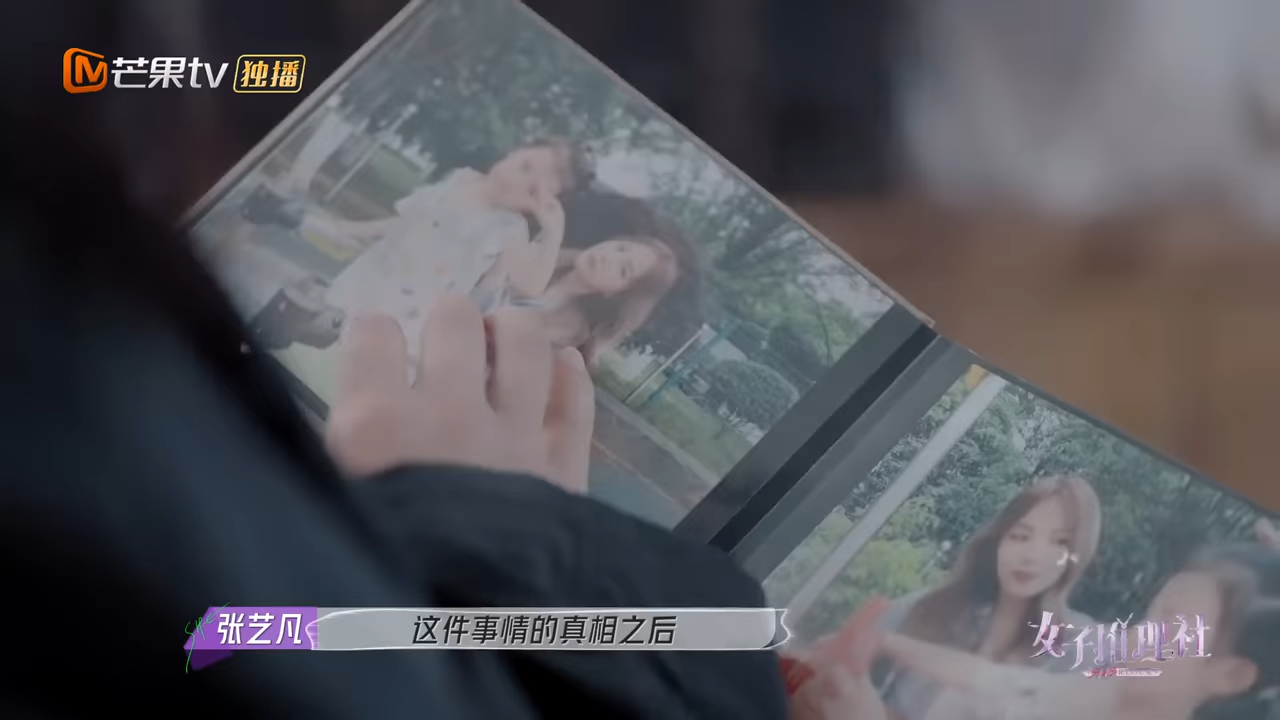 芒果tv 独播
张艺凡 这件事情的真相之后
女子推理社